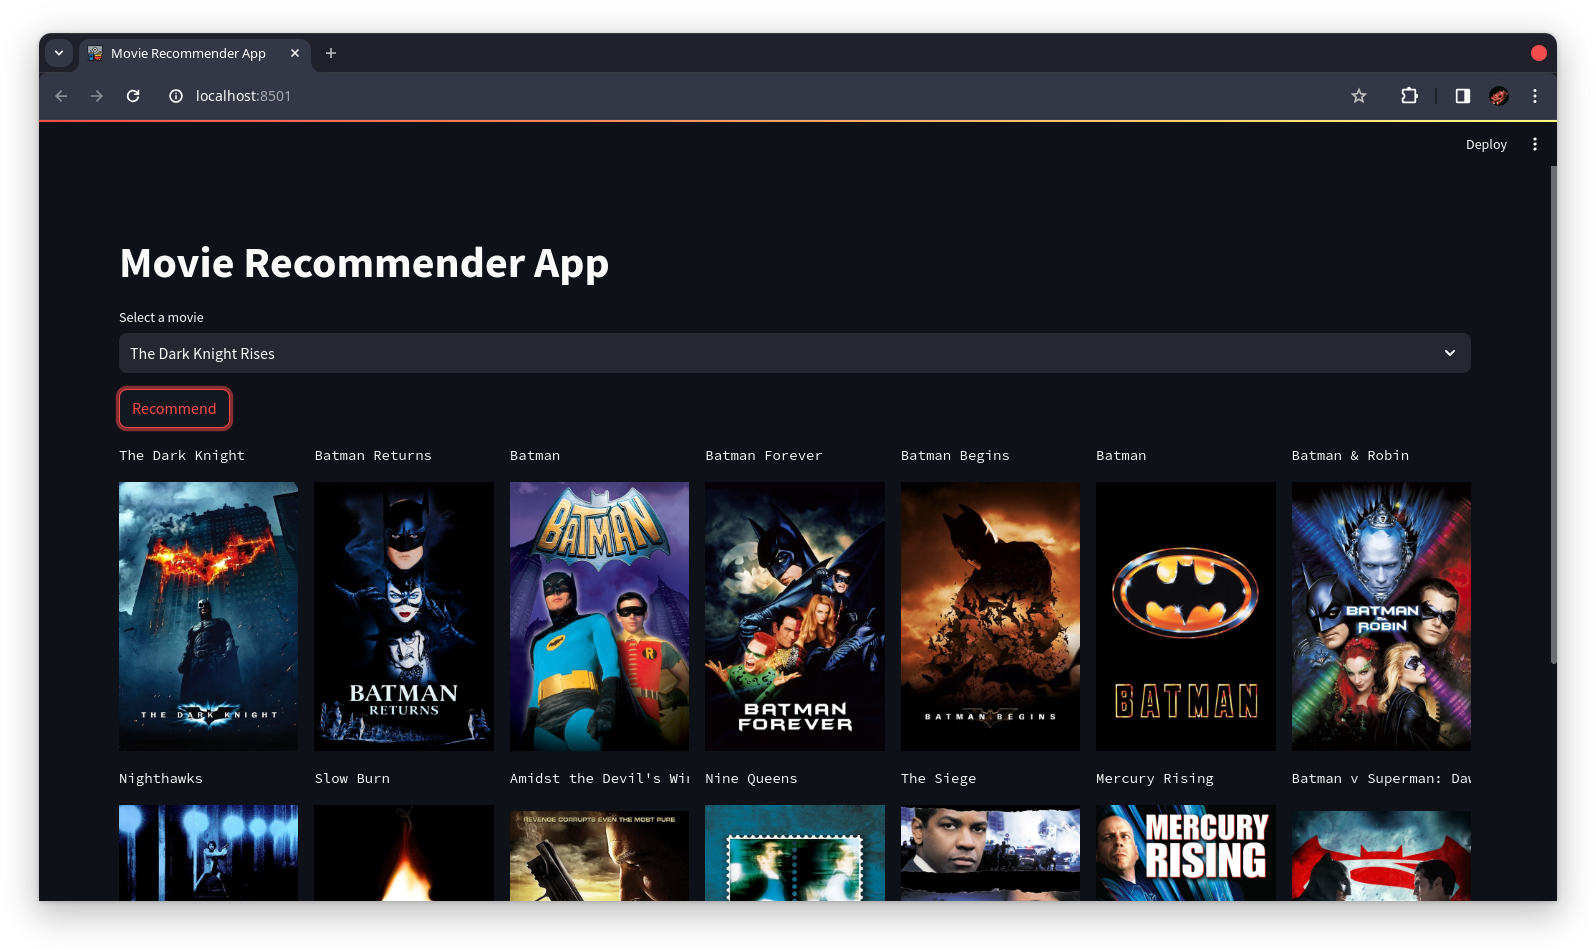 Movie Recommender App
localhost:8501
Deploy
Movie Recommender App
Select a movie
The Dark Knight Rises
Recommend
The Dark Knight
Batman Returns
Batman
Batman Forever
Batman Begins
Batman
Batman & Robin
THE DARK KNIGHT
BATMAN
RETURNS
BATMAN
R
BATMAN
FOREVER
BATMAN BEGINS
BATMAN
BATMAN
ROBIN
Nighthawks
Slow Burn
Amidst the Devil's Win
Nine Queens
The Siege
Mercury Rising
Batman v Superman: Daw
REVENGE CORRUPTS EVEN THE MOST PURE
MERCURY
RISING